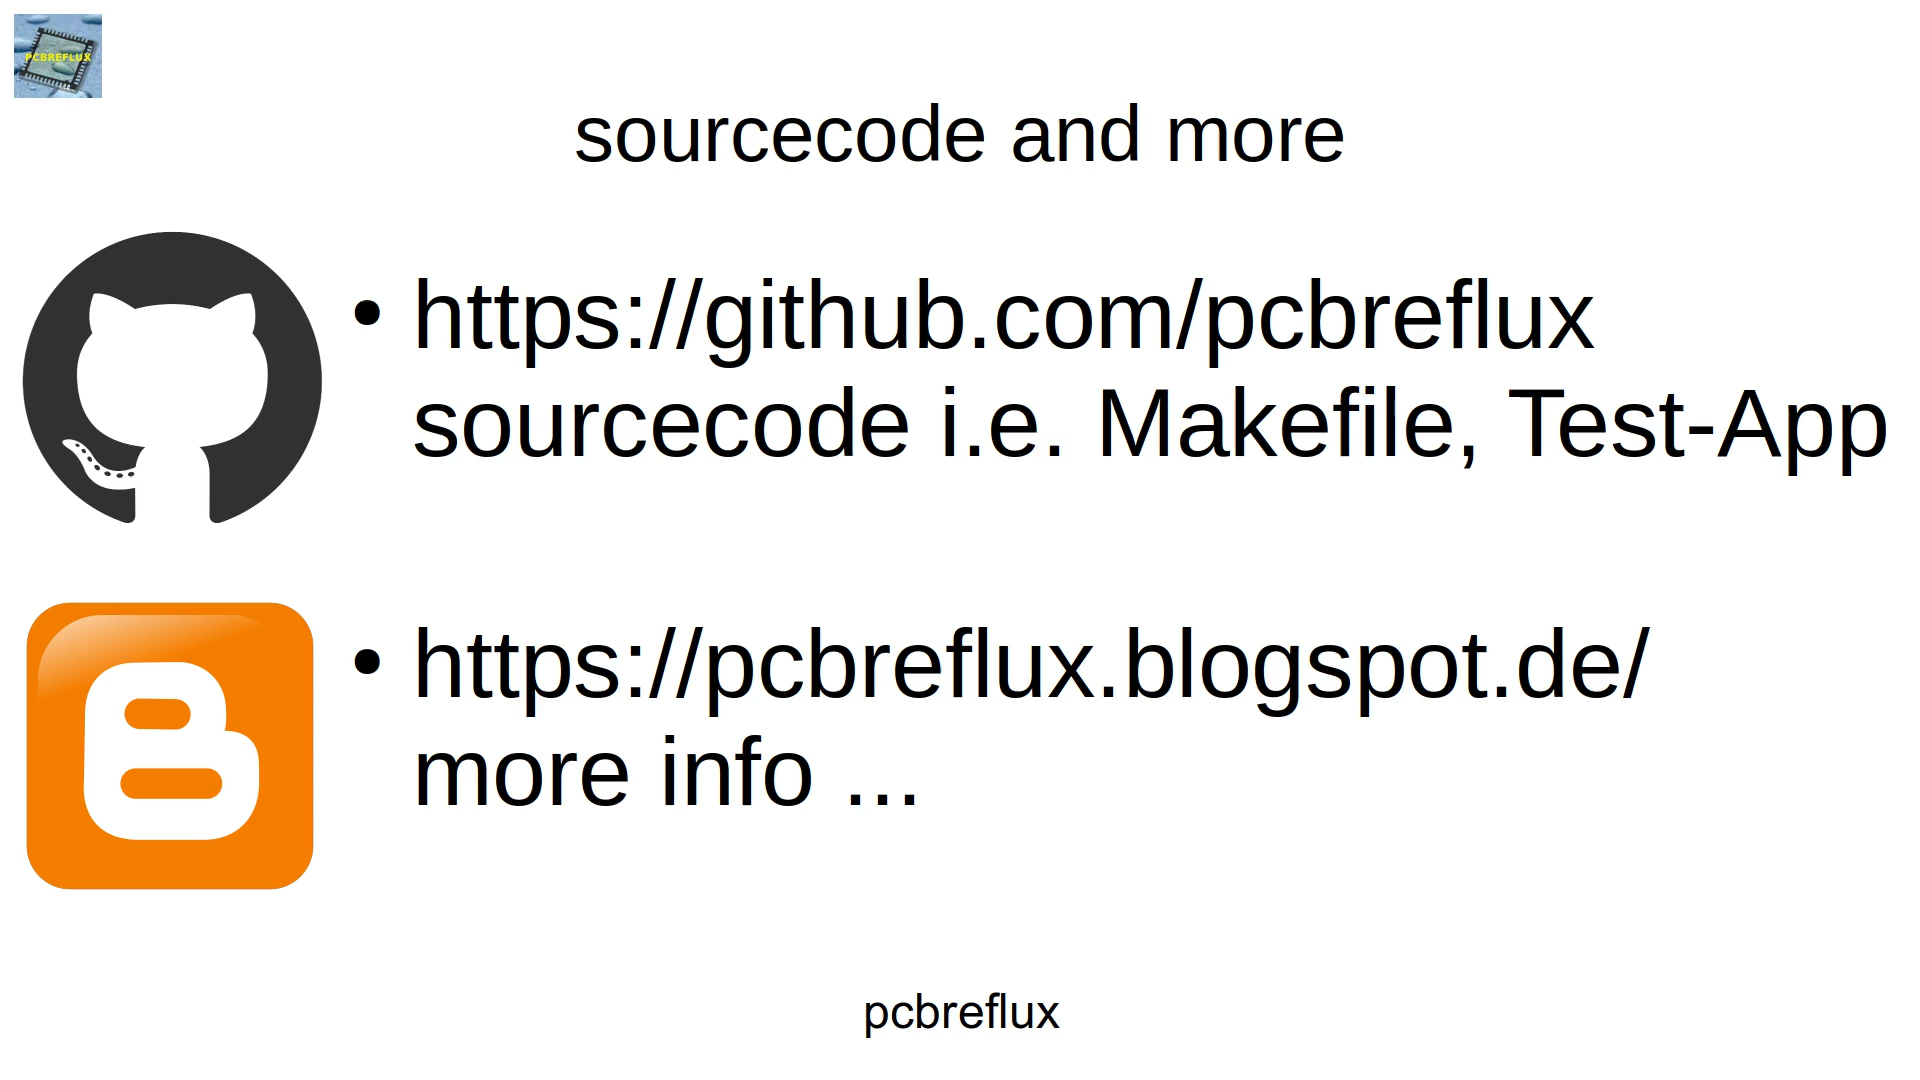 PCBREFLUX
sourcecode and more
• https://github.com/pcbreflux
sourcecode i.e. Makefile, Test-App
• https://pcbreflux.blogspot.de/
more info ...
pcbreflux